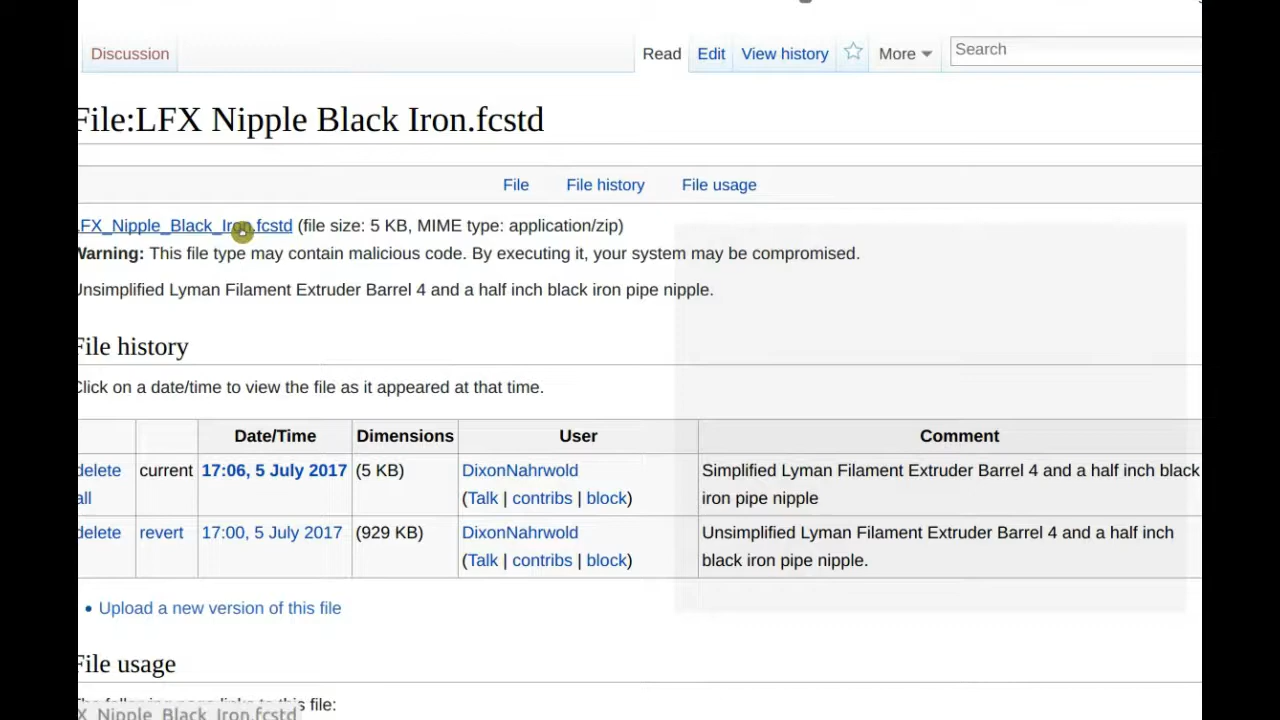 Discussion Read Edit View history More Search
File:LFX Nipple Black Iron.fcstd
File File history File usage
LFX_Nipple_Black_Iron.fcstd (file size: 5 KB, MIME type: application/zip)
Warning: This file type may contain malicious code. By executing it, your system may be compromised.
Unsimplified Lyman Filament Extruder Barrel 4 and a half inch black iron pipe nipple.
File history
Click on a date/time to view the file as it appeared at that time.
Date/Time Dimensions User Comment
delete current 17:06, 5 July 2017 (5 KB) DixonNahrwold Simplified Lyman Filament Extruder Barrel 4 and a half inch black
all (Talk | contribs | block) iron pipe nipple
delete revert 17:00, 5 July 2017 (929 KB) DixonNahrwold Unsimplified Lyman Filament Extruder Barrel 4 and a half inch
(Talk | contribs | block) black iron pipe nipple.
• Upload a new version of this file
File usage
The following page links to this file:
X_Nipple_Black_Iron.fcstd